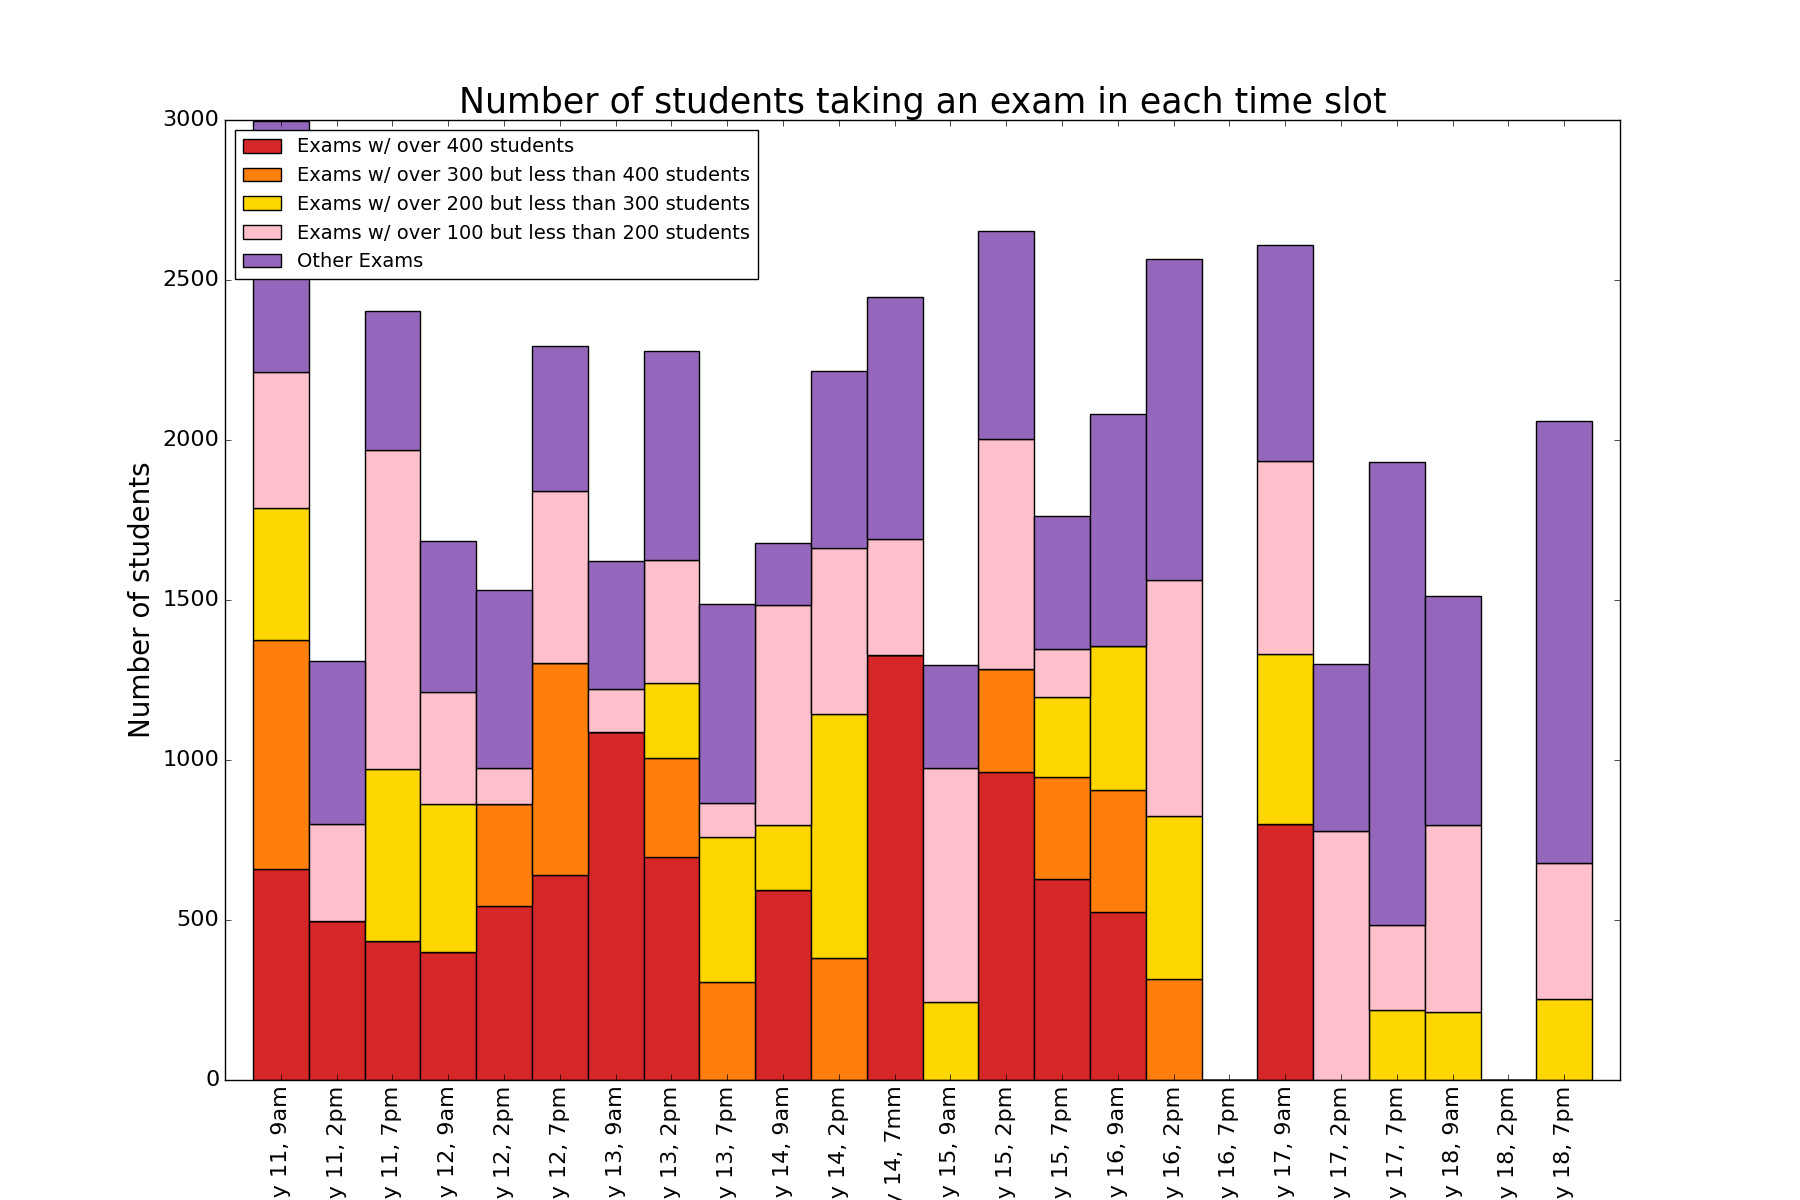 Number of students taking an exam in each time slot
Exams w/ over 400 students
Exams w/ over 300 but less than 400 students
Exams w/ over 200 but less than 300 students
Exams w/ over 100 but less than 200 students
Other Exams
3000
2500
2000
1500
1000
500
0
Number of students
y 11, 9am
y 11, 2pm
y 11, 7pm
y 12, 9am
y 12, 2pm
y 12, 7pm
y 13, 9am
y 13, 2pm
y 13, 7pm
y 14, 9am
y 14, 2pm
y 14, 7mm
y 15, 9am
y 15, 2pm
y 15, 7pm
y 16, 9am
y 16, 2pm
y 16, 7pm
y 17, 9am
y 17, 2pm
y 17, 7pm
y 18, 9am
y 18, 2pm
y 18, 7pm